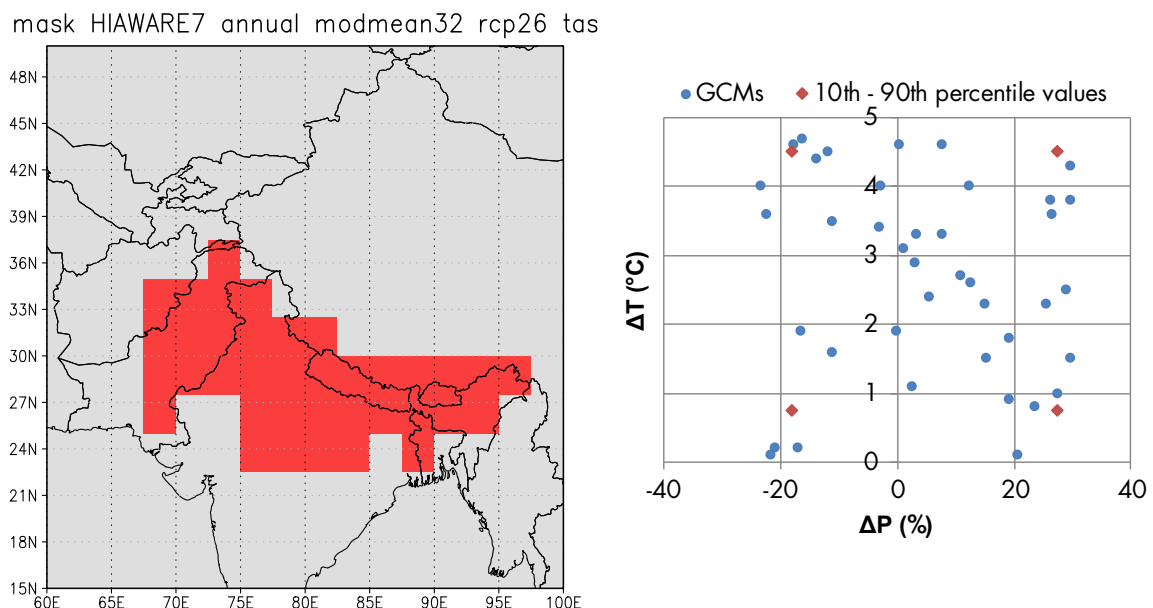 mask HIAWARE7 annual modmean32 rcp26 tas
48N
45N
42N
39N
36N
33N
30N
27N
24N
21N
18N
15N
60E 65E 70E 75E 80E 85E 90E 95E 100E
GCMs 10th - 90th percentile values
5
4
3
2
1
0
ΔT (°C)
-40 -20 0 20 40
ΔP (%)